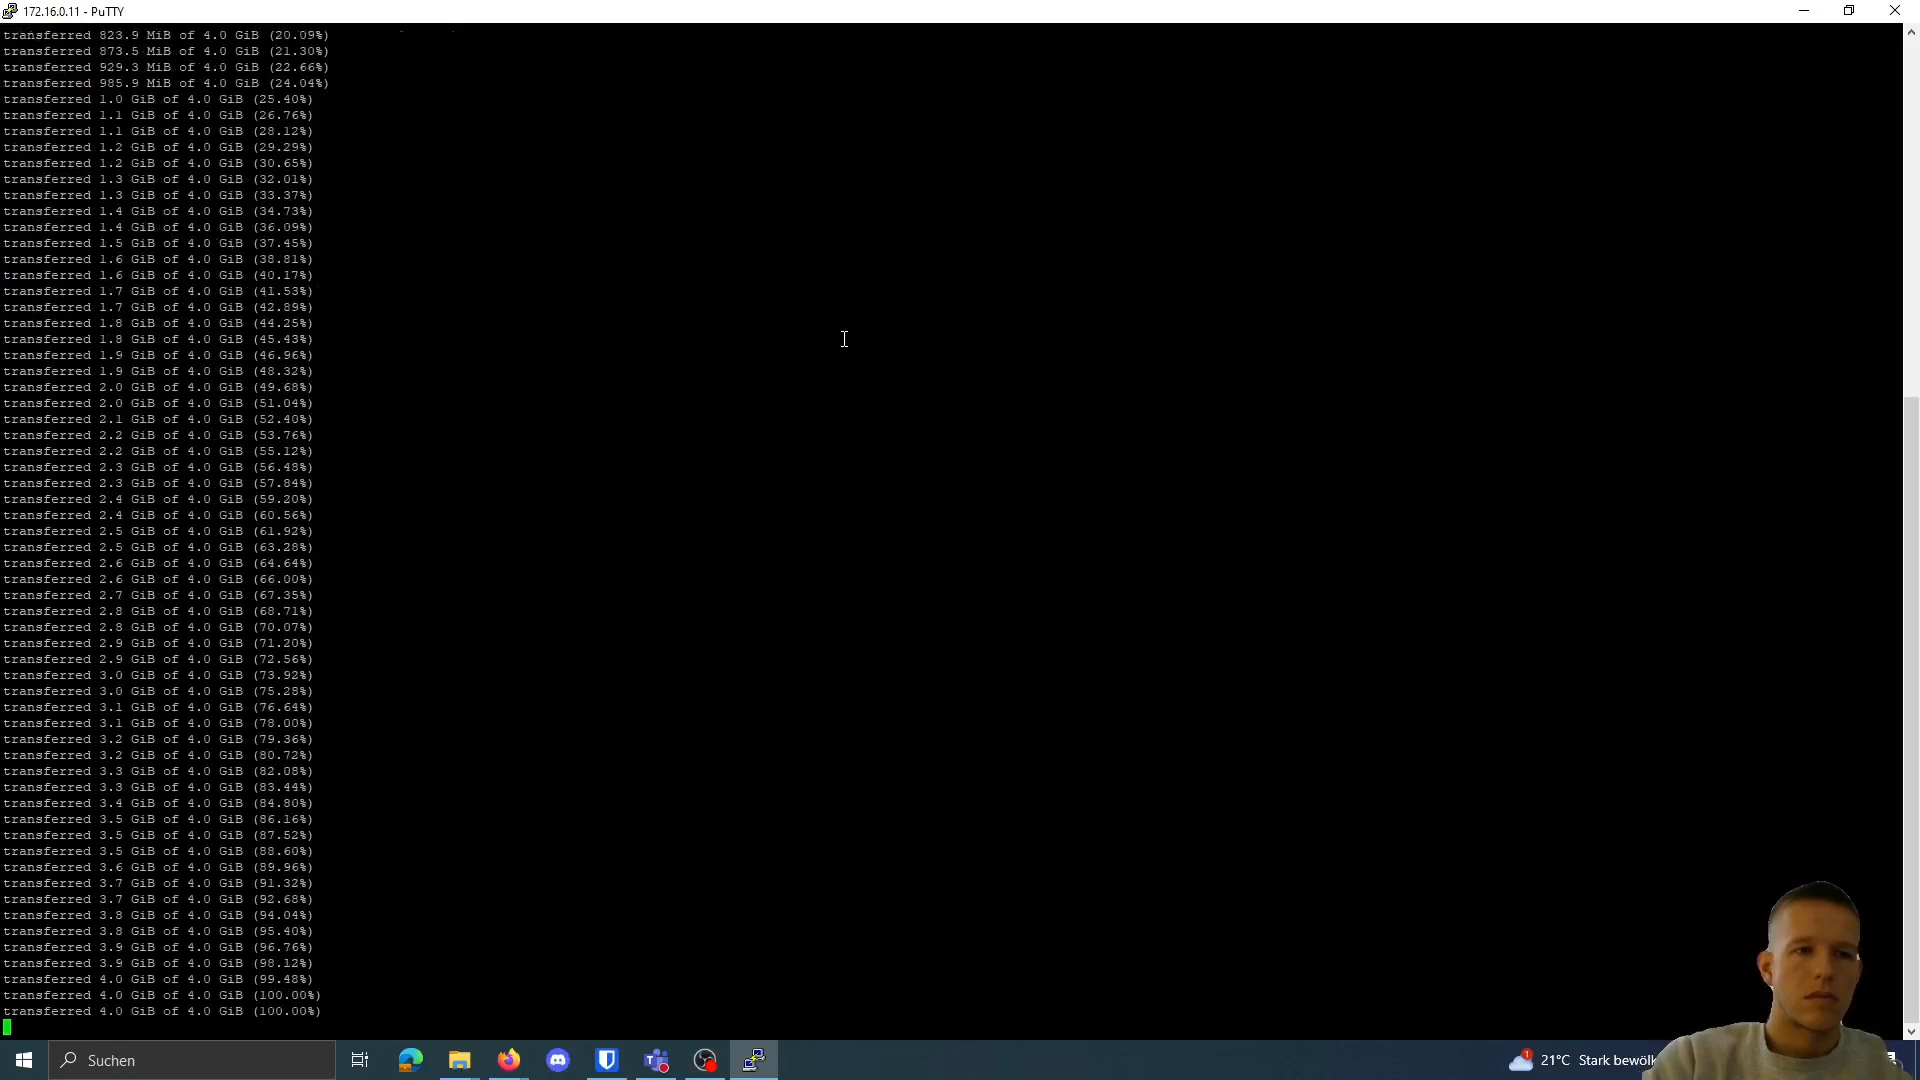 172.16.0.11 - PuTTY
transferred 823.9 MiB of 4.0 GiB (20.09%)
transferred 873.5 MiB of 4.0 GiB (21.30%)
transferred 929.3 MiB of 4.0 GiB (22.66%)
transferred 985.9 MiB of 4.0 GiB (24.04%)
transferred 1.0 GiB of 4.0 GiB (25.40%)
transferred 1.1 GiB of 4.0 GiB (26.76%)
transferred 1.1 GiB of 4.0 GiB (28.12%)
transferred 1.2 GiB of 4.0 GiB (29.29%)
transferred 1.2 GiB of 4.0 GiB (30.65%)
transferred 1.3 GiB of 4.0 GiB (32.01%)
transferred 1.3 GiB of 4.0 GiB (33.37%)
transferred 1.4 GiB of 4.0 GiB (34.73%)
transferred 1.4 GiB of 4.0 GiB (36.09%)
transferred 1.5 GiB of 4.0 GiB (37.45%)
transferred 1.6 GiB of 4.0 GiB (38.81%)
transferred 1.6 GiB of 4.0 GiB (40.17%)
transferred 1.7 GiB of 4.0 GiB (41.53%)
transferred 1.7 GiB of 4.0 GiB (42.89%)
transferred 1.8 GiB of 4.0 GiB (44.25%)
transferred 1.8 GiB of 4.0 GiB (45.43%)
transferred 1.9 GiB of 4.0 GiB (46.96%)
transferred 1.9 GiB of 4.0 GiB (48.32%)
transferred 2.0 GiB of 4.0 GiB (49.68%)
transferred 2.0 GiB of 4.0 GiB (51.04%)
transferred 2.1 GiB of 4.0 GiB (52.40%)
transferred 2.2 GiB of 4.0 GiB (53.76%)
transferred 2.2 GiB of 4.0 GiB (55.12%)
transferred 2.3 GiB of 4.0 GiB (56.48%)
transferred 2.3 GiB of 4.0 GiB (57.84%)
transferred 2.4 GiB of 4.0 GiB (59.20%)
transferred 2.4 GiB of 4.0 GiB (60.56%)
transferred 2.5 GiB of 4.0 GiB (61.92%)
transferred 2.5 GiB of 4.0 GiB (63.28%)
transferred 2.6 GiB of 4.0 GiB (64.64%)
transferred 2.6 GiB of 4.0 GiB (66.00%)
transferred 2.7 GiB of 4.0 GiB (67.35%)
transferred 2.8 GiB of 4.0 GiB (68.71%)
transferred 2.8 GiB of 4.0 GiB (70.07%)
transferred 2.9 GiB of 4.0 GiB (71.20%)
transferred 2.9 GiB of 4.0 GiB (72.56%)
transferred 3.0 GiB of 4.0 GiB (73.92%)
transferred 3.0 GiB of 4.0 GiB (75.28%)
transferred 3.1 GiB of 4.0 GiB (76.64%)
transferred 3.1 GiB of 4.0 GiB (78.00%)
transferred 3.2 GiB of 4.0 GiB (79.36%)
transferred 3.2 GiB of 4.0 GiB (80.72%)
transferred 3.3 GiB of 4.0 GiB (82.08%)
transferred 3.3 GiB of 4.0 GiB (83.44%)
transferred 3.4 GiB of 4.0 GiB (84.80%)
transferred 3.5 GiB of 4.0 GiB (86.16%)
transferred 3.5 GiB of 4.0 GiB (87.52%)
transferred 3.5 GiB of 4.0 GiB (88.60%)
transferred 3.6 GiB of 4.0 GiB (89.96%)
transferred 3.7 GiB of 4.0 GiB (91.32%)
transferred 3.7 GiB of 4.0 GiB (92.68%)
transferred 3.8 GiB of 4.0 GiB (94.04%)
transferred 3.8 GiB of 4.0 GiB (95.40%)
transferred 3.9 GiB of 4.0 GiB (96.76%)
transferred 3.9 GiB of 4.0 GiB (98.12%)
transferred 4.0 GiB of 4.0 GiB (99.48%)
transferred 4.0 GiB of 4.0 GiB (100.00%)
transferred 4.0 GiB of 4.0 GiB (100.00%)
Suchen
1 21°C Stark bewöl